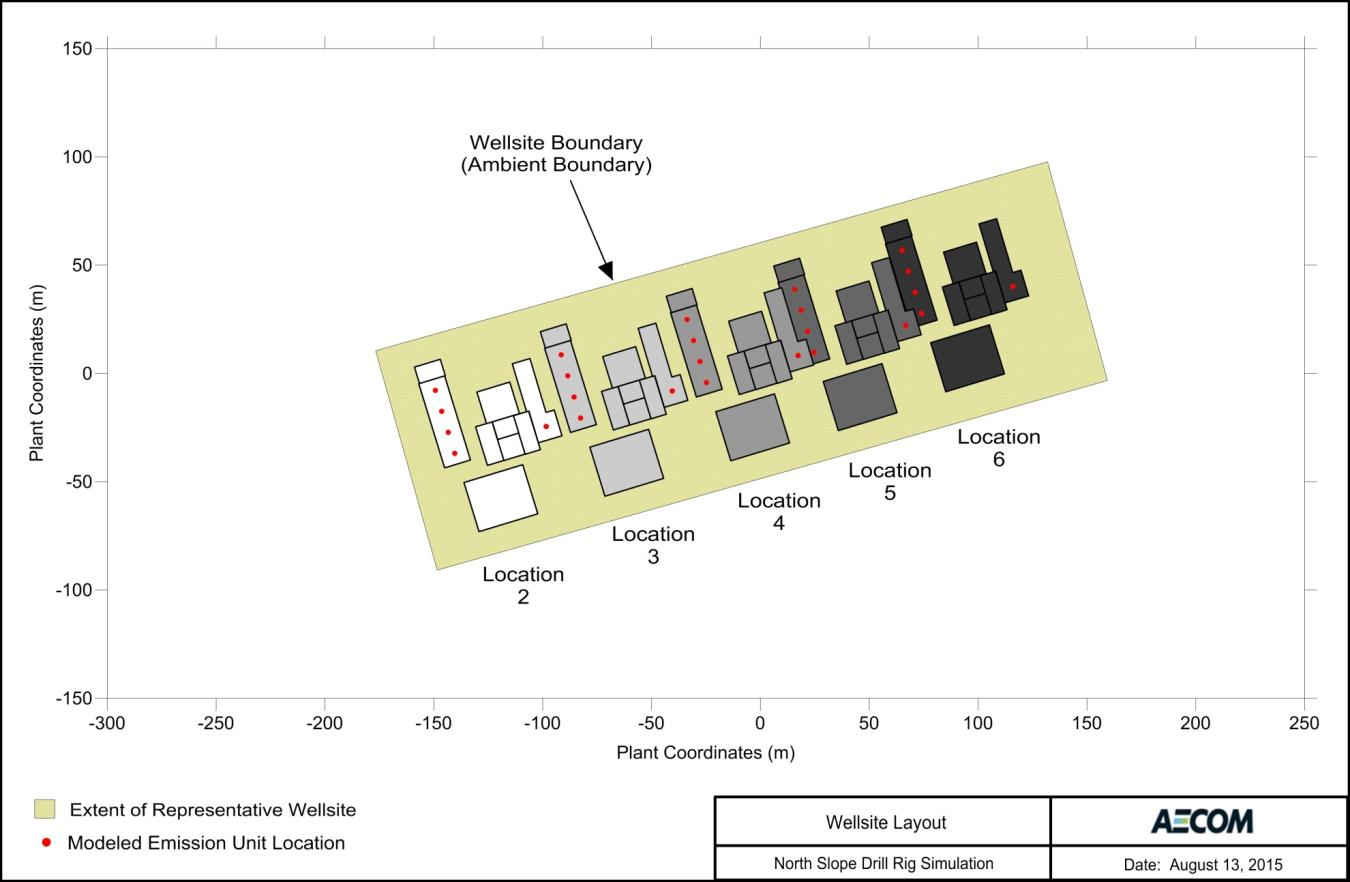 150
100
50
0
-50
-100
-150
Plant Coordinates (m)
Wellsite Boundary
(Ambient Boundary)
Location
6
Location
5
Location
4
Location
3
Location
2
-300
-250
-200
-150
-100
-50
0
50
100
150
200
250
Plant Coordinates (m)
Extent of Representative Wellsite
Modeled Emission Unit Location
Wellsite Layout
AECOM
North Slope Drill Rig Simulation
Date: August 13, 2015